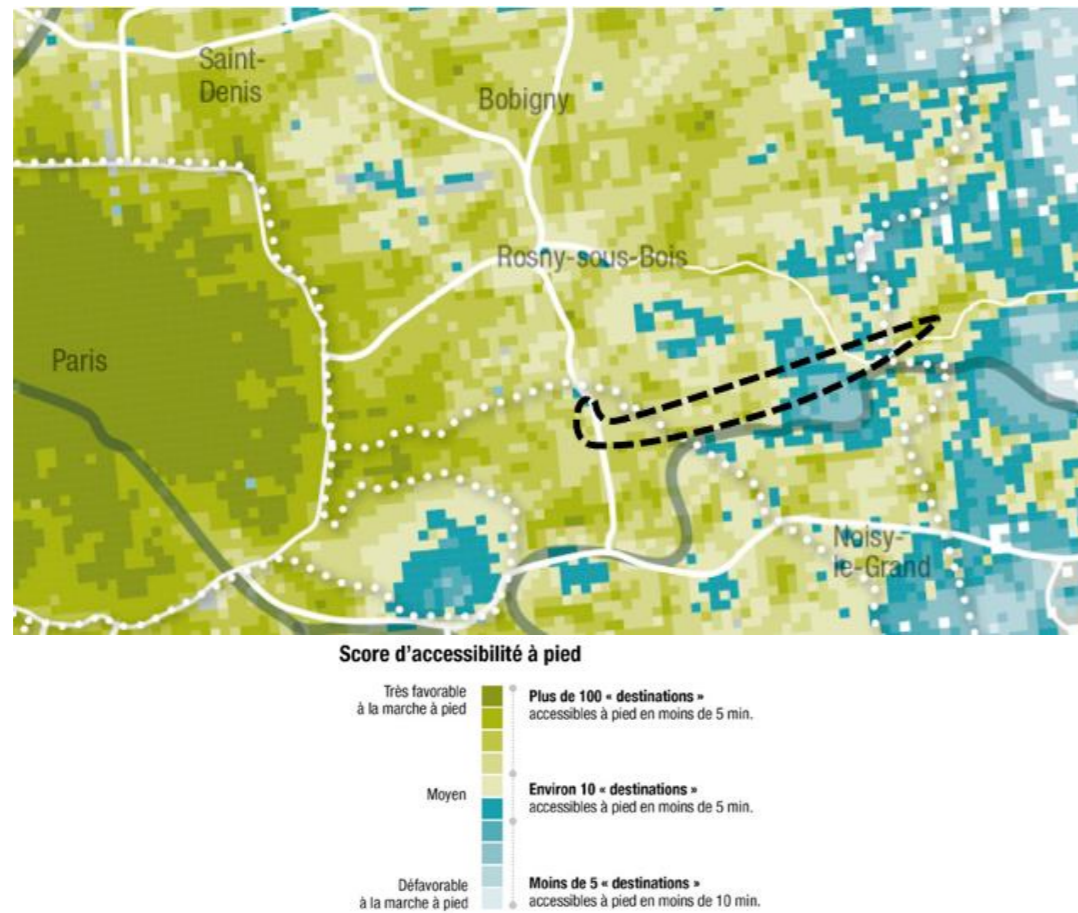 Saint-
Denis
Bobigny
Rosny-sous-Bois
Paris
Noisy-
le-Grand
Score d'accessibilité à pied
Très favorable
à la marche à pied
Plus de 100 « destinations »
accessibles à pied en moins de 5 min.
Moyen
Environ 10 « destinations »
accessibles à pied en moins de 5 min.
Défavorable
à la marche à pied
Moins de 5 « destinations »
accessibles à pied en moins de 10 min.